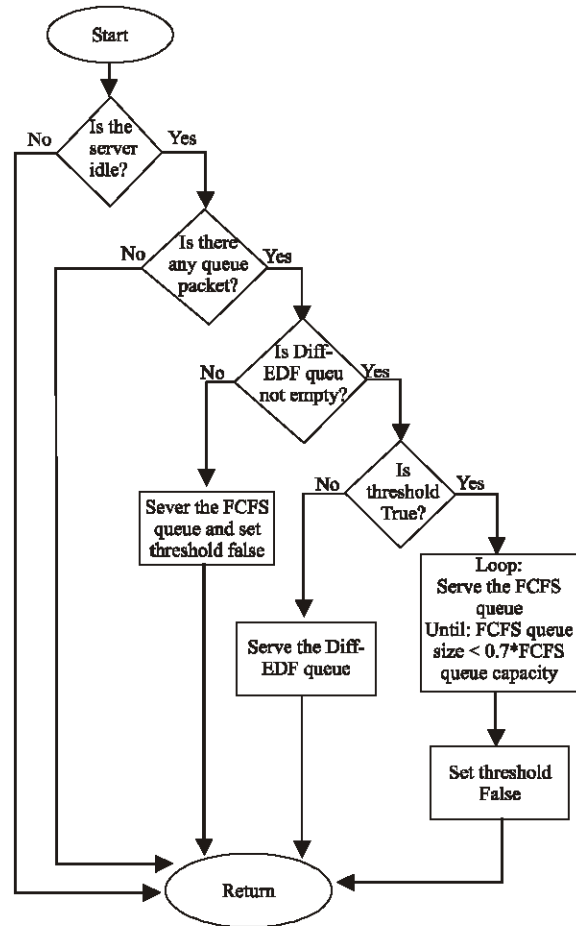 Start
Is the
server
idle?
No
Yes
Is there
any queue
packet?
No
Yes
Is Diff-
EDF queu
not empty?
No
Yes
Is
threshold
True?
No
Yes
Sever the FCFS
queue and set
threshold false
Loop:
Serve the FCFS
queue
Until: FCFS queue
size < 0.7*FCFS
queue capacity
Serve the Diff-
EDF queue
Set threshold
False
Return